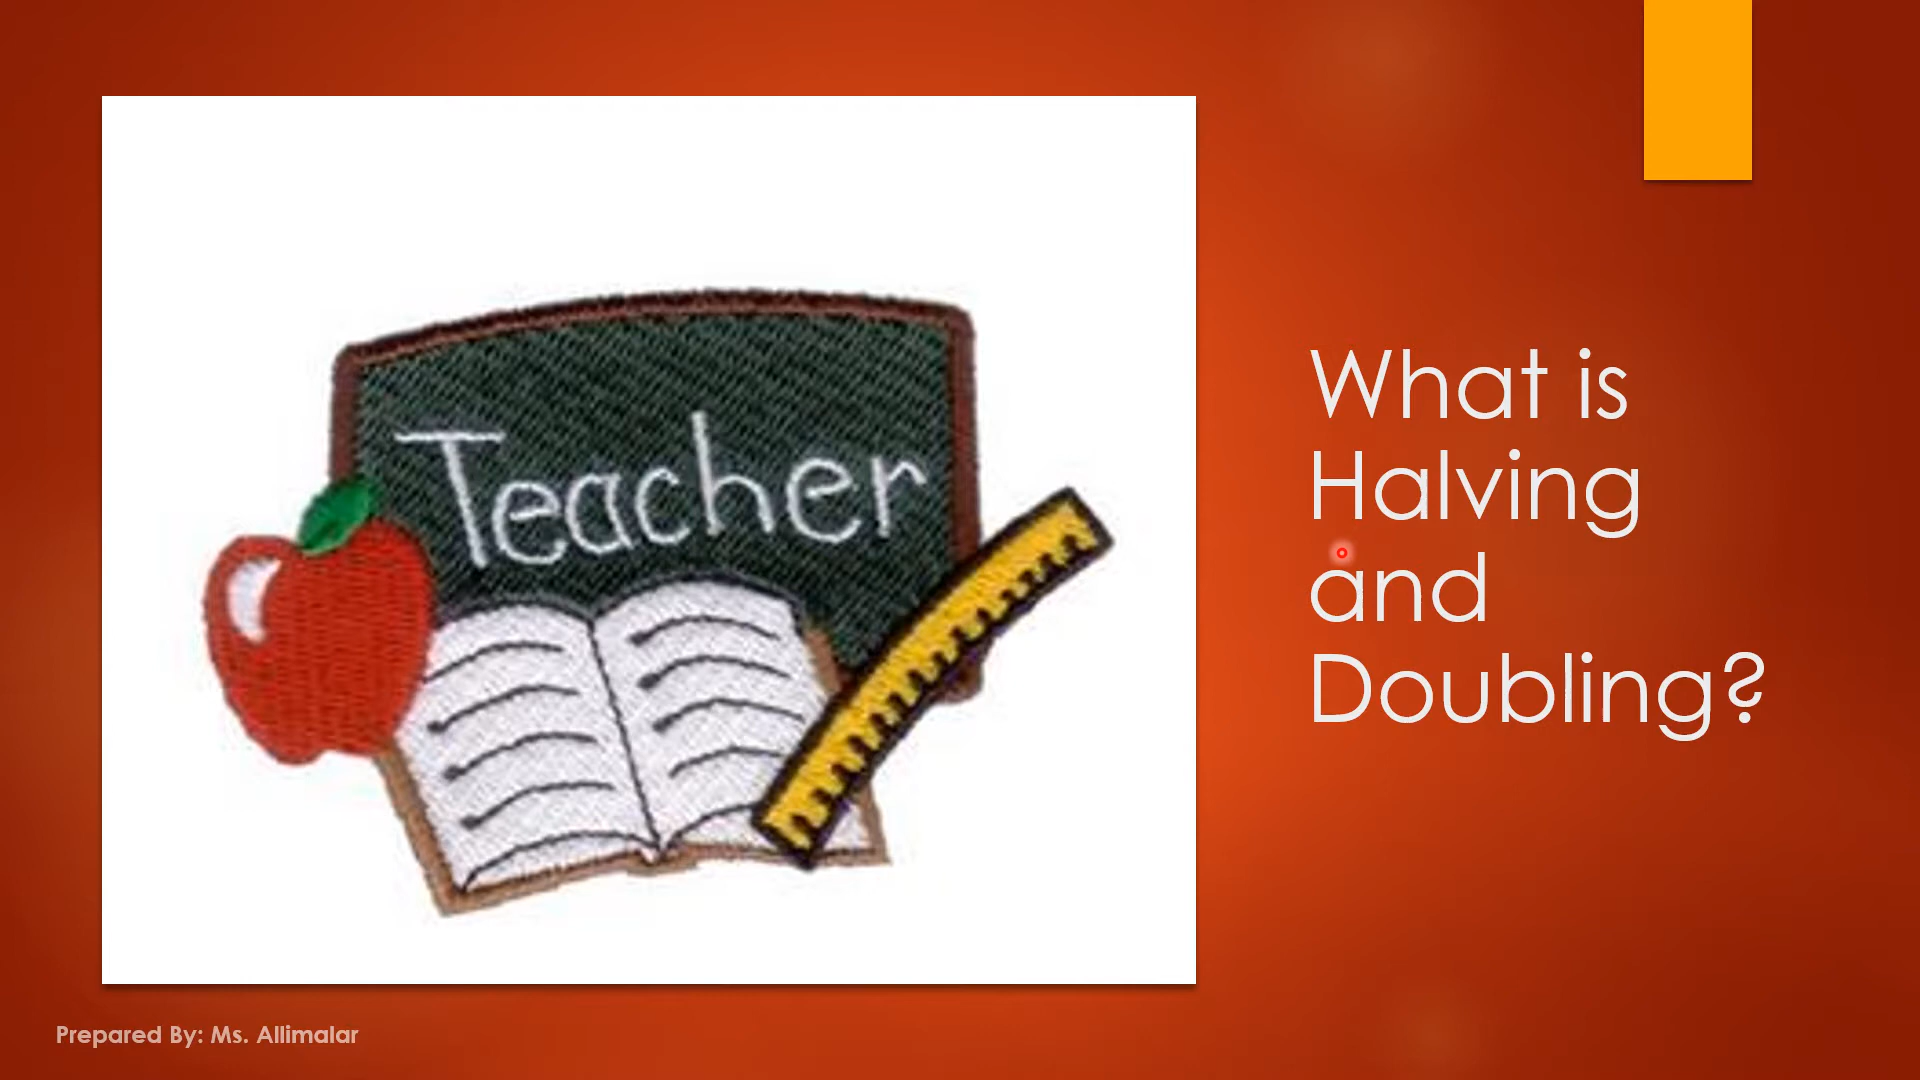 Teacher
What is
Halving
and
Doubling?
Prepared By: Ms. Allimalar